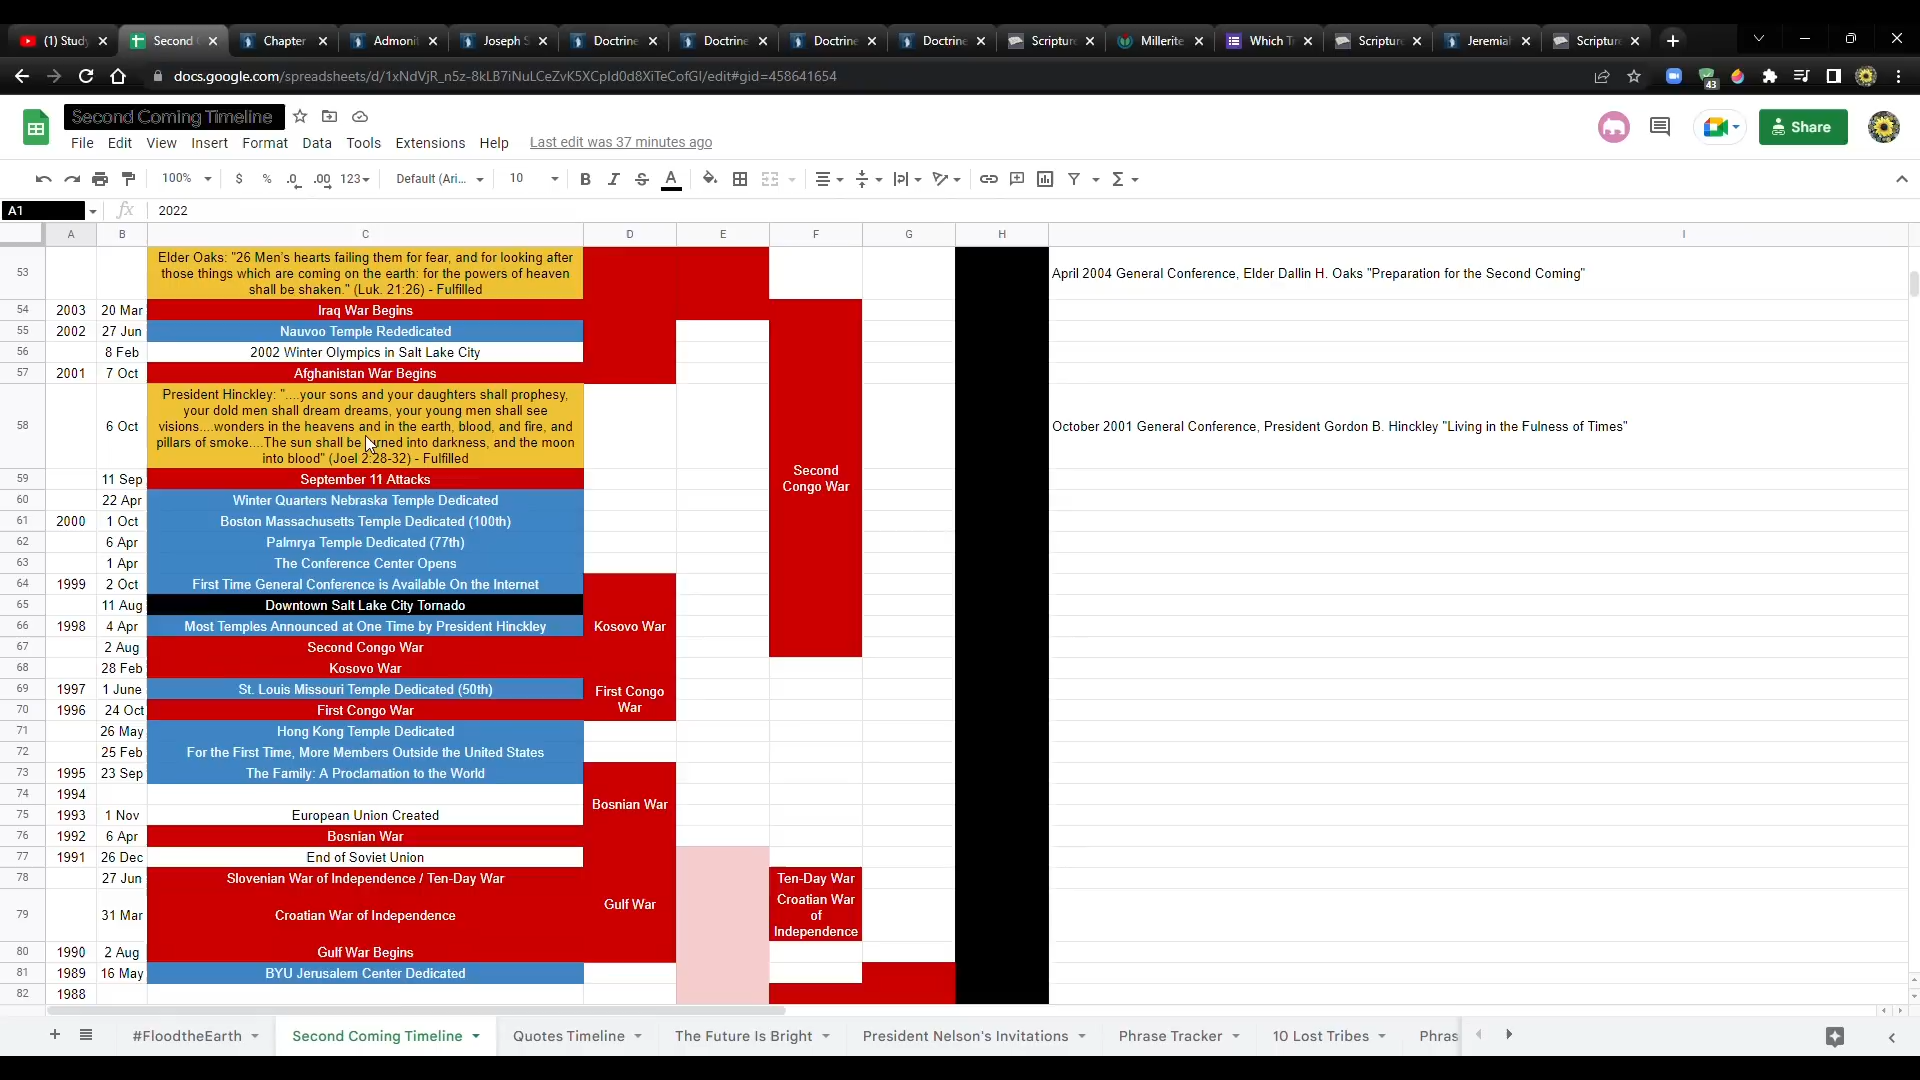 (1) Study
Second
Chapter
Admoni
Joseph S
Doctrine
Doctrine
Doctrine
Doctrine
Scripture
Millerite
Which T
Scripture
Jeremiah
Scripture
docs.google.com/spreadsheets/d/1xNdVjR_n5z-8kLB7iNuLCeZvK5XCpId0d8XiTeCofGI/edit#gid=458641654
43
Second Coming Timeline
File Edit View Insert Format Data Tools Extensions Help Last edit was 37 minutes ago
Share
100% $ % .0 .00 123 Default (Ari... 10 B I S A
A1 fx 2022
A B C D E F G H I
53 Elder Oaks: "26 Men's hearts failing them for fear, and for looking after
those things which are coming on the earth: for the powers of heaven
shall be shaken." (Luk. 21:26) - Fulfilled
April 2004 General Conference, Elder Dallin H. Oaks "Preparation for the Second Coming"
54 2003 20 Mar Iraq War Begins
55 2002 27 Jun Nauvoo Temple Rededicated
56 8 Feb 2002 Winter Olympics in Salt Lake City
57 2001 7 Oct Afghanistan War Begins
58 6 Oct President Hinckley: "....your sons and your daughters shall prophesy,
your dold men shall dream dreams, your young men shall see
visions....wonders in the heavens and in the earth, blood, and fire, and
pillars of smoke....The sun shall be turned into darkness, and the moon
into blood" (Joel 2:28-32) - Fulfilled
October 2001 General Conference, President Gordon B. Hinckley "Living in the Fulness of Times"
59 11 Sep September 11 Attacks
Second
Congo War
60 22 Apr Winter Quarters Nebraska Temple Dedicated
61 2000 1 Oct Boston Massachusetts Temple Dedicated (100th)
62 6 Apr Palmrya Temple Dedicated (77th)
63 1 Apr The Conference Center Opens
64 1999 2 Oct First Time General Conference is Available On the Internet
65 11 Aug Downtown Salt Lake City Tornado
66 1998 4 Apr Most Temples Announced at One Time by President Hinckley Kosovo War
67 2 Aug Second Congo War
68 28 Feb Kosovo War
69 1997 1 June St. Louis Missouri Temple Dedicated (50th) First Congo
War
70 1996 24 Oct First Congo War
71 26 May Hong Kong Temple Dedicated
72 25 Feb For the First Time, More Members Outside the United States
73 1995 23 Sep The Family: A Proclamation to the World
74 1994
Bosnian War
75 1993 1 Nov European Union Created
76 1992 6 Apr Bosnian War
77 1991 26 Dec End of Soviet Union
78 27 Jun Slovenian War of Independence / Ten-Day War Ten-Day War
79 31 Mar Croatian War of Independence Gulf War Croatian War
of
Independence
80 1990 2 Aug Gulf War Begins
81 1989 16 May BYU Jerusalem Center Dedicated
82 1988
#FloodtheEarth Second Coming Timeline Quotes Timeline The Future Is Bright President Nelson's Invitations Phrase Tracker 10 Lost Tribes Phras